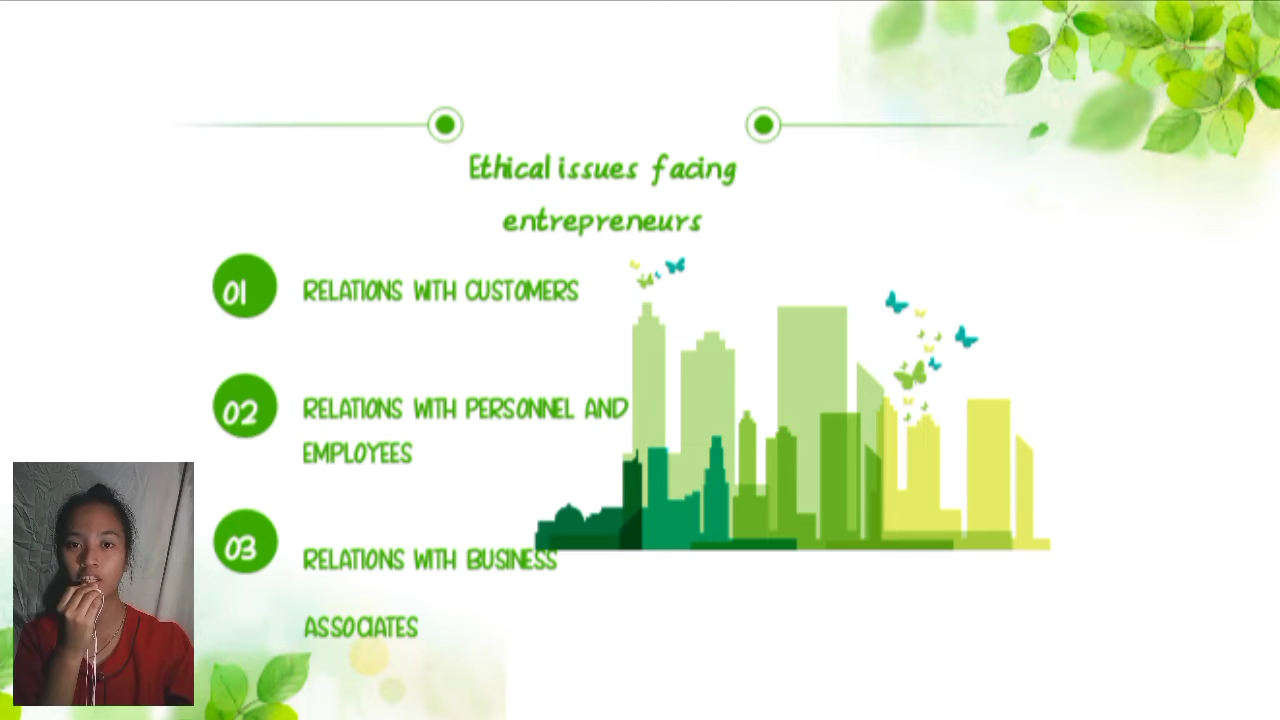 Ethical issues facing
entrepreneurs
01
RELATIONS WITH CUSTOMERS
02
RELATIONS WITH PERSONNEL AND
EMPLOYEES
03
RELATIONS WITH BUSINESS
ASSOCIATES